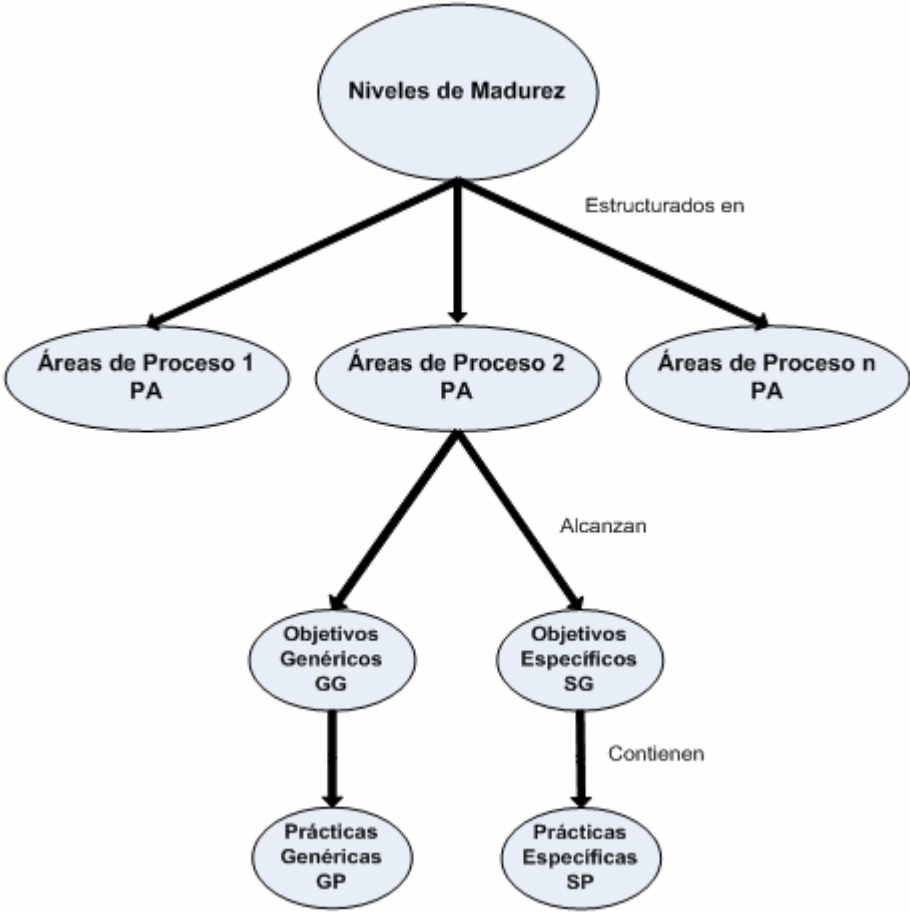 Niveles de Madurez
Estructurados en
Áreas de Proceso 1
PA
Áreas de Proceso 2
PA
Áreas de Proceso n
PA
Alcanzan
Objetivos
Genéricos
GG
Objetivos
Específicos
SG
Contienen
Prácticas
Genéricas
GP
Prácticas
Específicas
SP